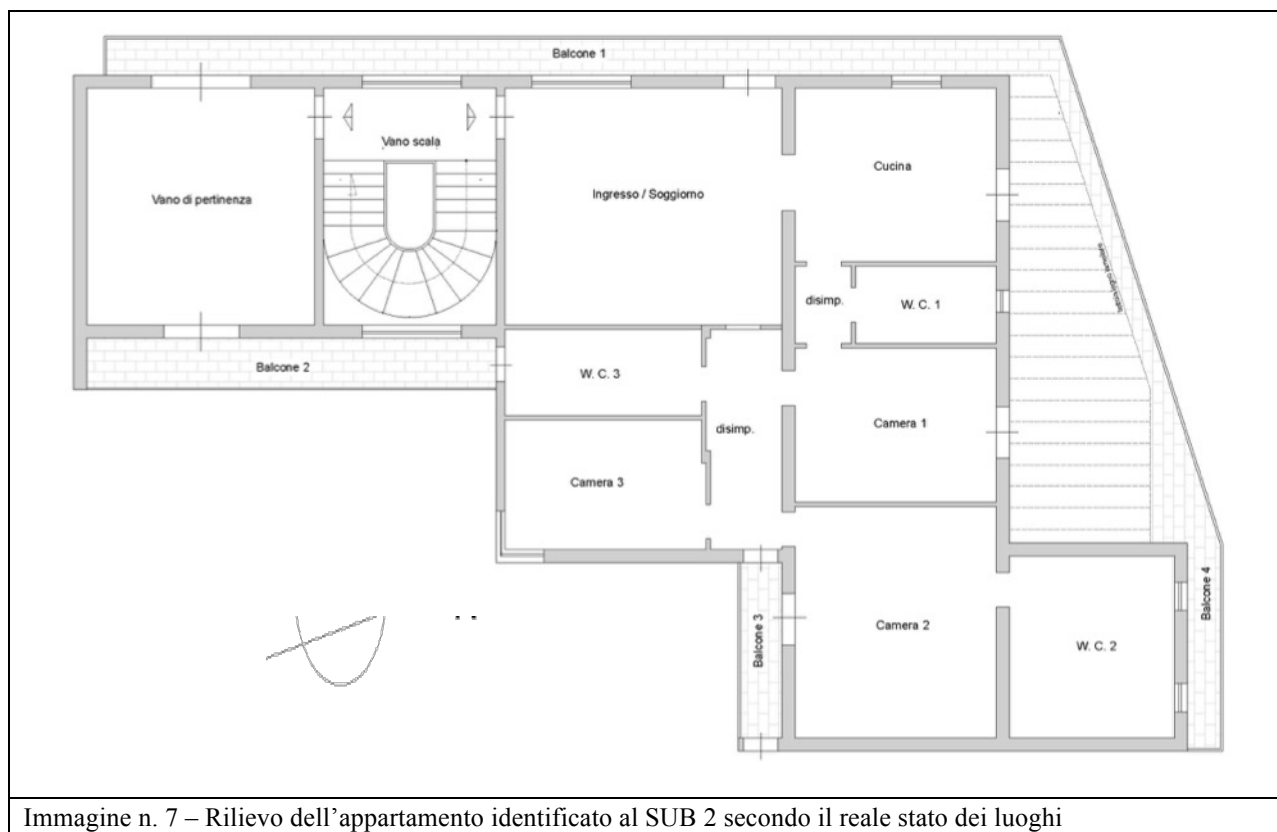 Balcone 1
Vano scala
Cucina
Vano di pertinenza
Ingresso / Soggiorno
disimp.
W. C. 1
Balcone 2
W. C. 3
disimp.
Camera 1
Camera 3
Balcone 3
Camera 2
W. C. 2
Balcone 4
Immagine n. 7 – Rilievo dell'appartamento identificato al SUB 2 secondo il reale stato dei luoghi